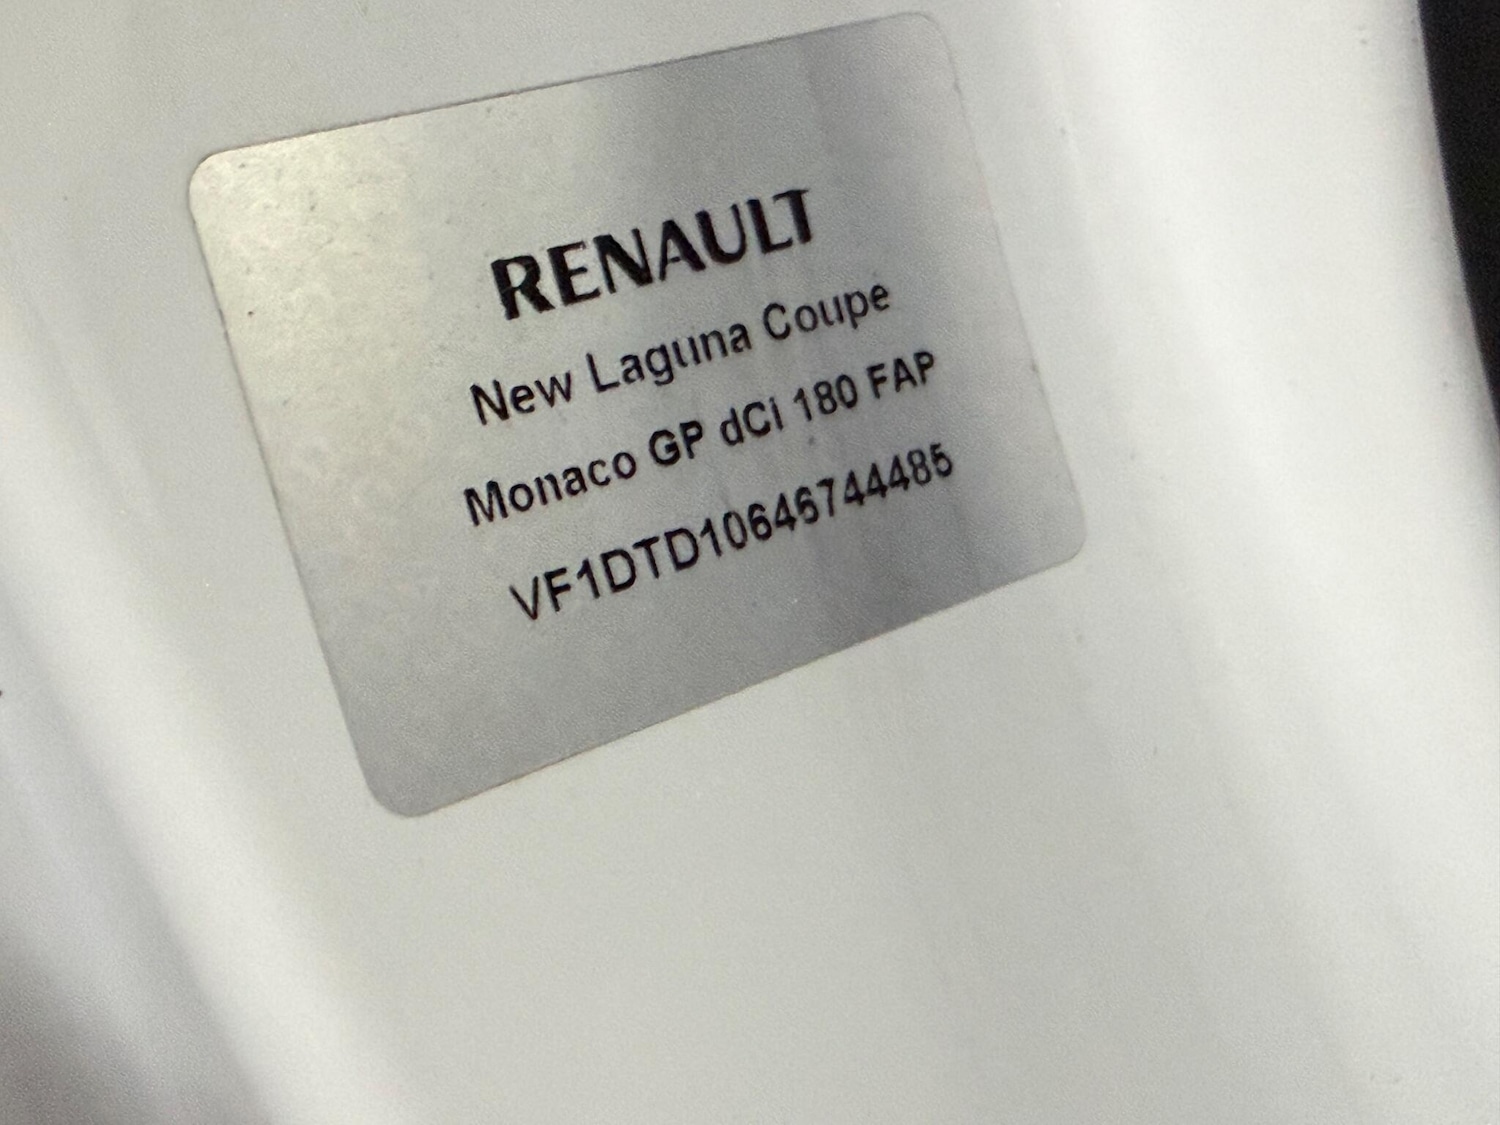 RENAULT
New Laguna Coupe
Monaco GP dCi 180 FAP
VF1DTD10646744485